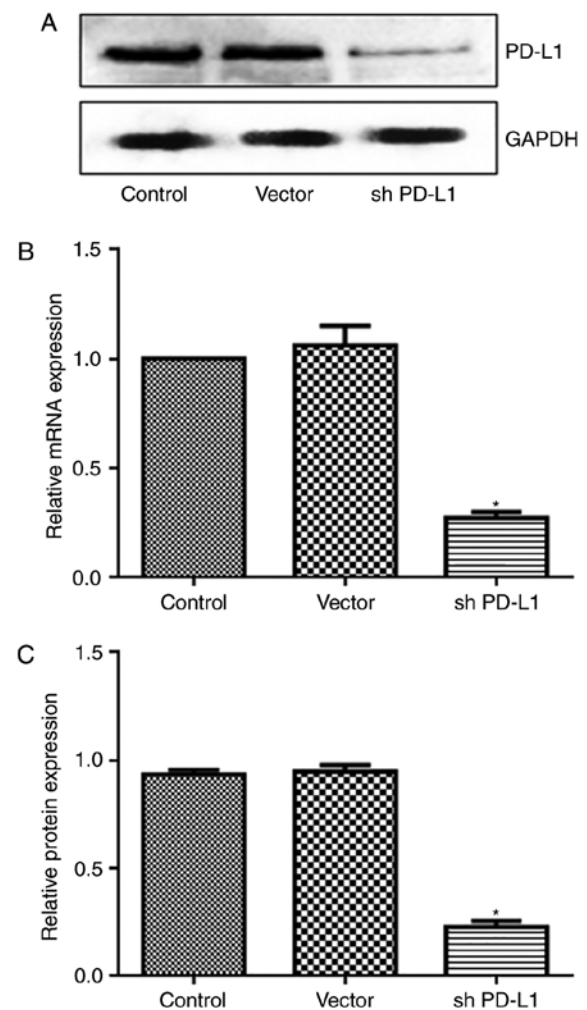 A
PD-L1
GAPDH
Control Vector sh PD-L1
B
Relative mRNA expression
1.5
1.0
0.5
0.0
*
Control Vector sh PD-L1
C
Relative protein expression
1.5
1.0
0.5
0.0
*
Control Vector sh PD-L1